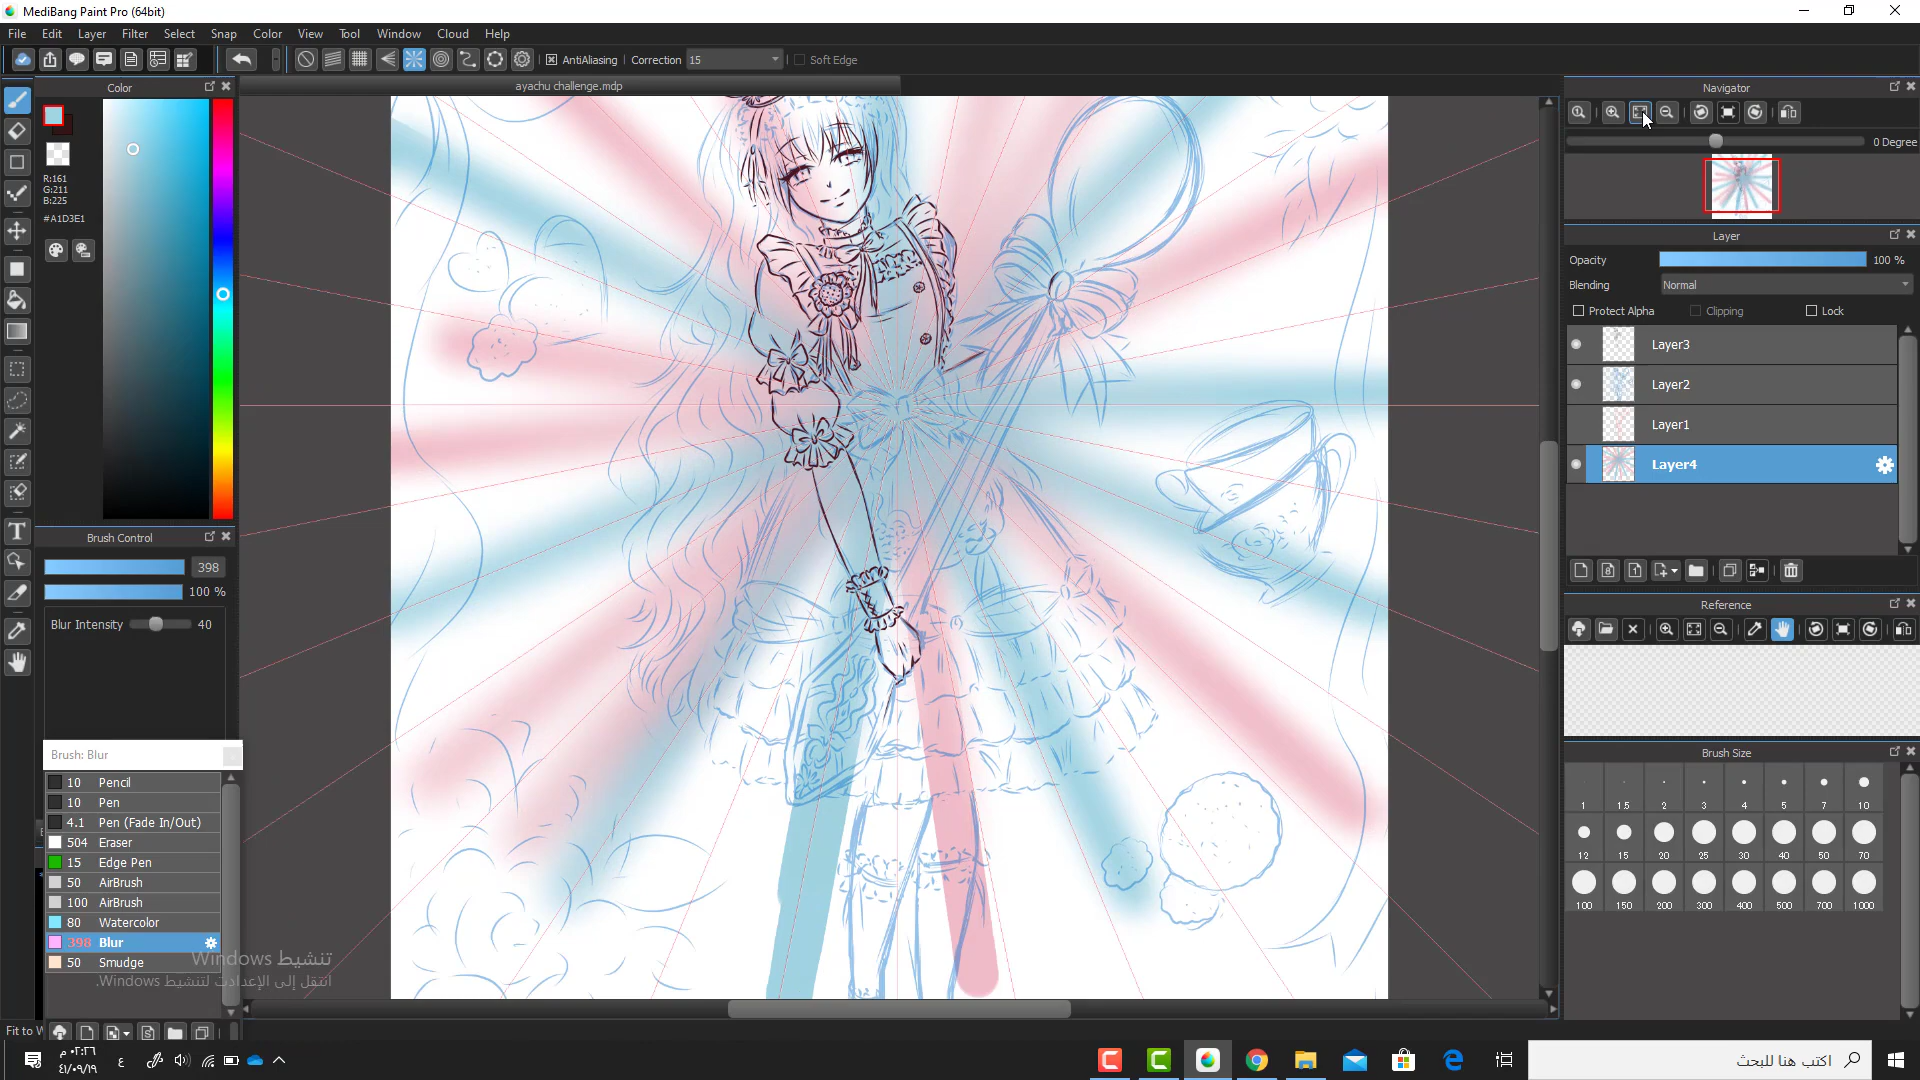 MediBang Paint Pro (64bit)
File Edit Layer Filter Select Snap Color View Tool Window Cloud Help
AntiAliasing Correction 15 Soft Edge
Color
ayachu challenge.mdp
Navigator
0 Degree
R:161
G:211
B:225
#A1D3E1
Layer
Opacity 100 %
Blending Normal
Protect Alpha Clipping Lock
Layer3
Layer2
Layer1
Layer4
Brush Control
398
100 %
Blur Intensity 40
Reference
Brush: Blur
10 Pencil
10 Pen
4.1 Pen (Fade In/Out)
504 Eraser
15 Edge Pen
50 AirBrush
100 AirBrush
80 Watercolor
398 Blur
50 Smudge
Brush Size
1 1.5 2 3 4 5 7 10
12 15 20 25 30 40 50 70
100 150 200 300 400 500 700 1000
تنشيط Windows
انتقل إلى الإعدادات لتنشيط Windows.
Fit to
٠٢:٢٦ م
٤١/٠٩/١٩
ع
اكتب هنا للبحث